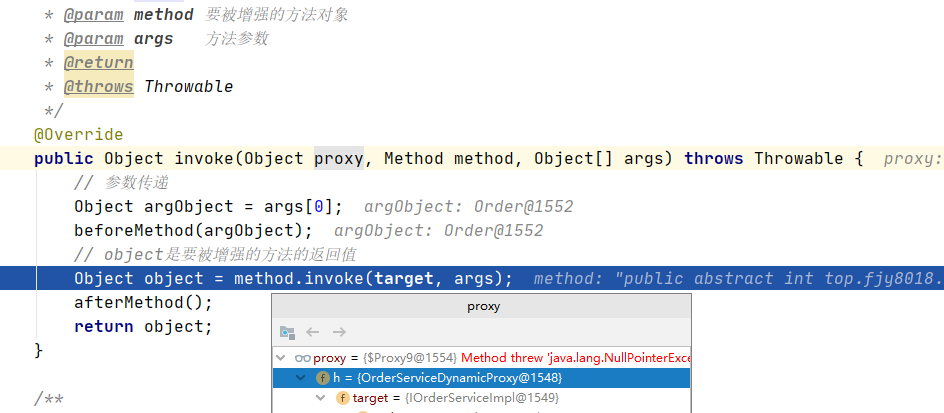 * @param method 要被增强的方法对象
* @param args 方法参数
* @return
* @throws Throwable
*/
@Override
public Object invoke(Object proxy, Method method, Object[] args) throws Throwable { proxy:
// 参数传递
Object argObject = args[0]; argObject: Order@1552
beforeMethod(argObject); argObject: Order@1552
// object是要被增强的方法的返回值
Object object = method.invoke(target, args); method: "public abstract int top.fjy8018.
afterMethod();
proxy
return object;
}
proxy = {$Proxy9@1554} Method threw 'java.lang.NullPointerExce
h = {OrderServiceDynamicProxy@1548}
target = {IOrderServiceImpl@1549}
/**